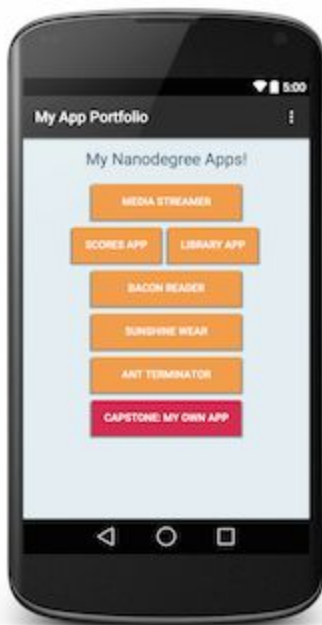 5:00
My App Portfolio
My Nanodegree Apps!
MEDIA STREAMER
SCORES APP LIBRARY APP
BACON READER
SUNSHINE WEAR
ANT TERMINATOR
CAPSTONE: MY OWN APP